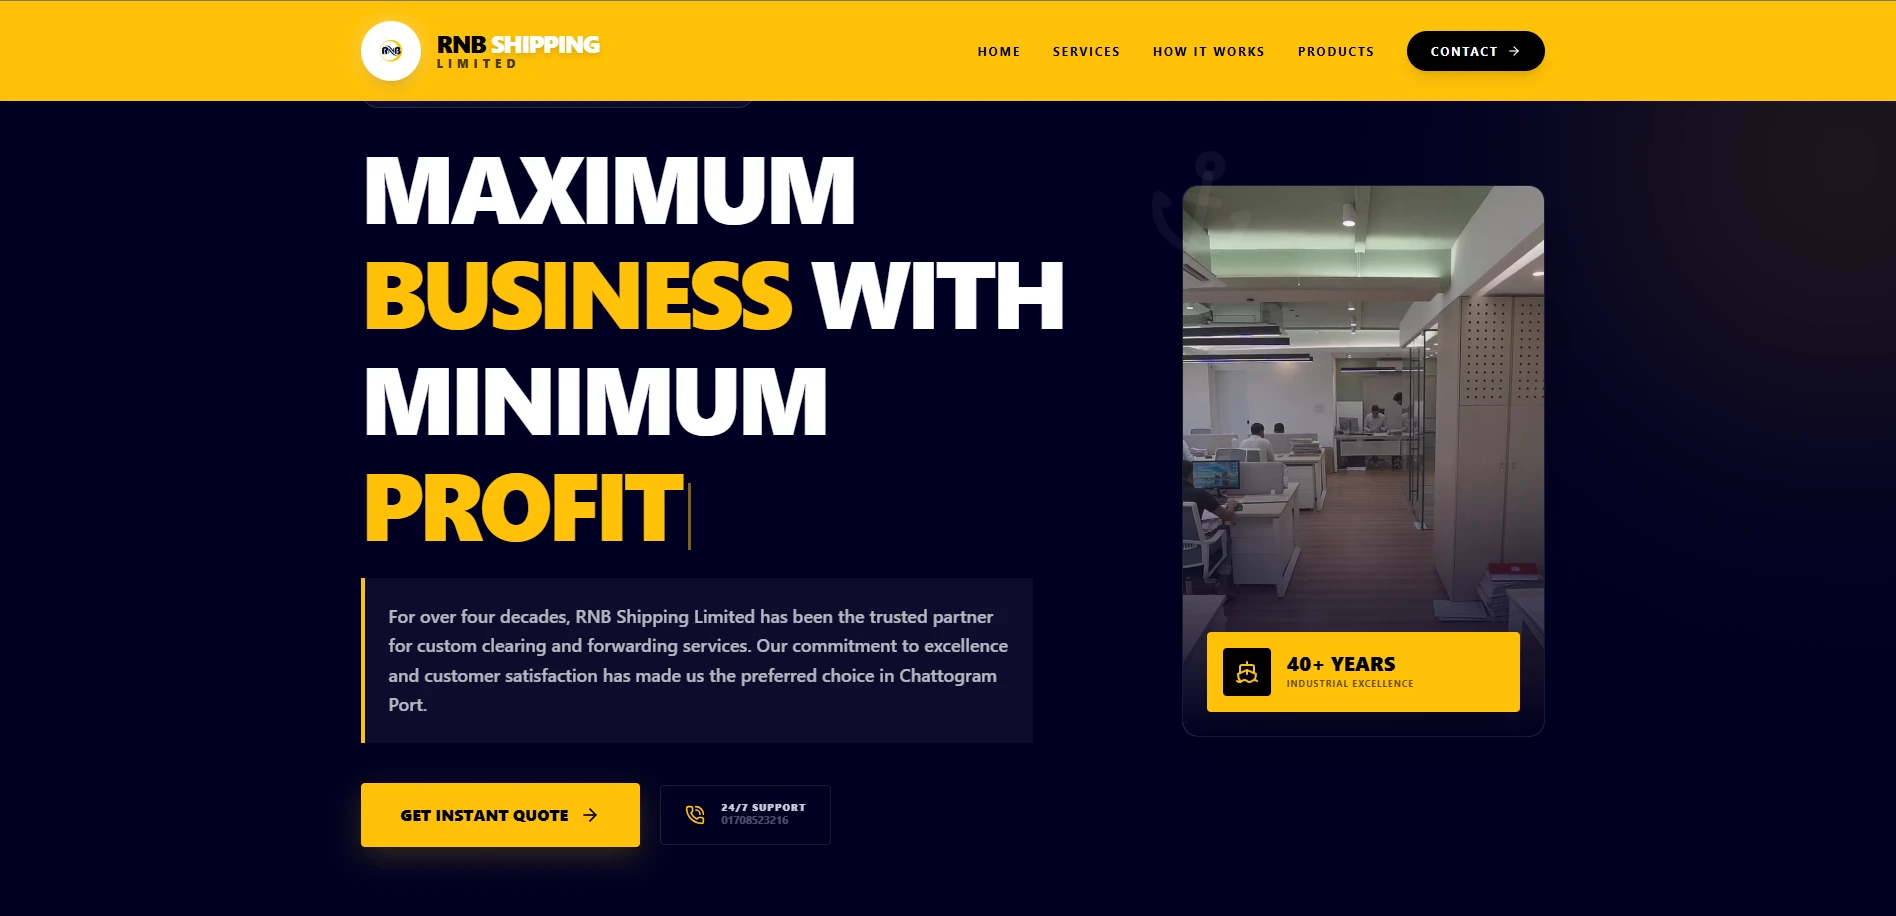 RNB
RNB SHIPPING
LIMITED
HOME
SERVICES
HOW IT WORKS
PRODUCTS
CONTACT
MAXIMUM
BUSINESS WITH
MINIMUM
PROFIT
For over four decades, RNB Shipping Limited has been the trusted partner
for custom clearing and forwarding services. Our commitment to excellence
and customer satisfaction has made us the preferred choice in Chattogram
Port.
40+ YEARS
INDUSTRIAL EXCELLENCE
GET INSTANT QUOTE
24/7 SUPPORT
01708523216